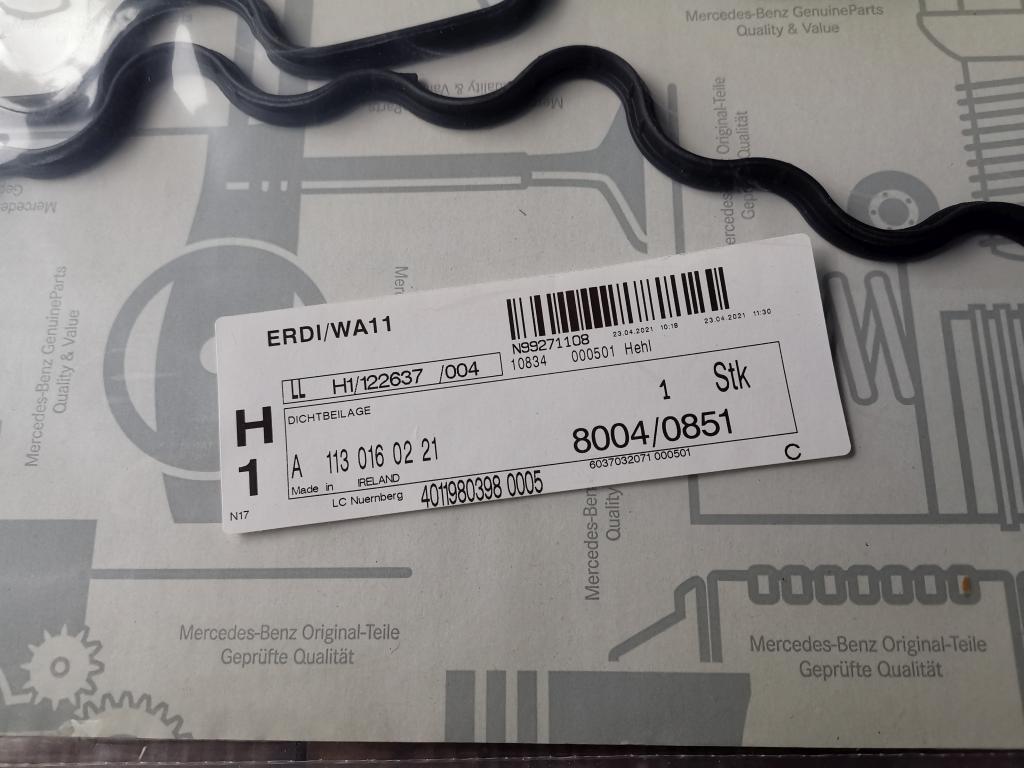 Mercedes-Benz GenuineParts
Quality & Value
Mercedes-Benz GenuineParts
Quality & Value
Original-Teile
Geprüfte Qualität
ERDI/WA11
N99271108
23.04.2021 10:18
23.04.2021 11:30
10834 000501 Hehl
LL H1/122637 /004
DICHTBEILAGE
1 Stk
H
1
A 113 016 02 21
8004/0851
Made in IRELAND
6037032071 000501
C
LC Nuernberg 4011980398 0005
N17
Mercedes-Ben
Quality
Mercedes-Benz Original-Teile
Geprüfte Qualität
Mercedes-Benz Original-Teile
Geprüfte Qualität